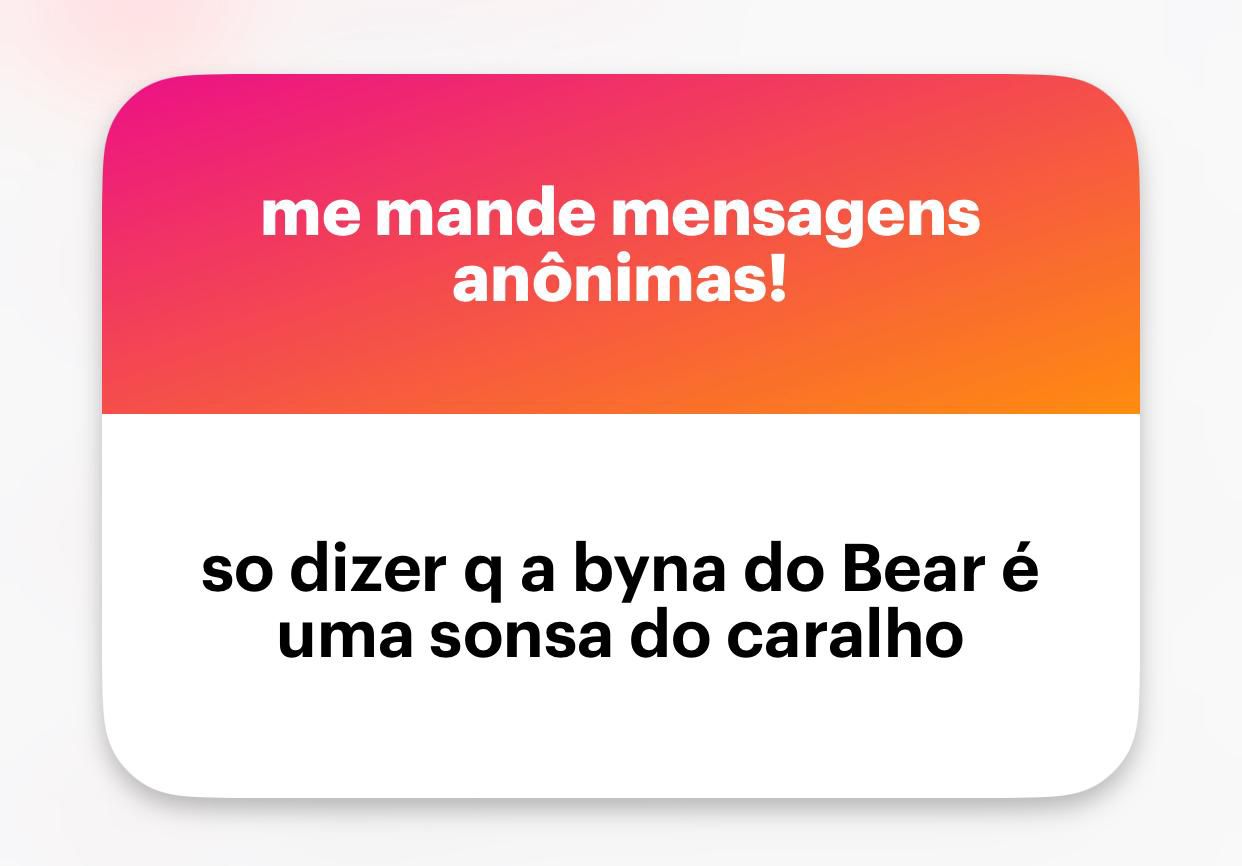 me mande mensagens
anônimas!
so dizer q a byna do Bear é
uma sonsa do caralho